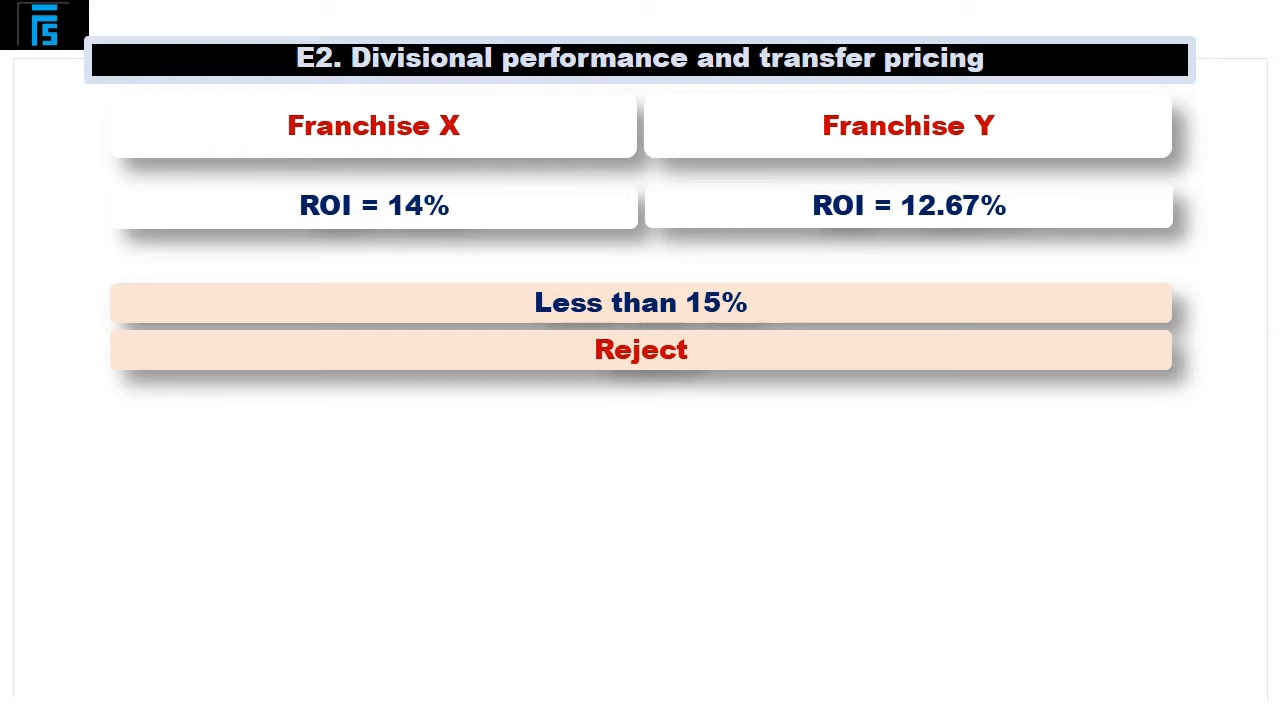 E2. Divisional performance and transfer pricing
Franchise X
Franchise Y
ROI = 14%
ROI = 12.67%
Less than 15%
Reject